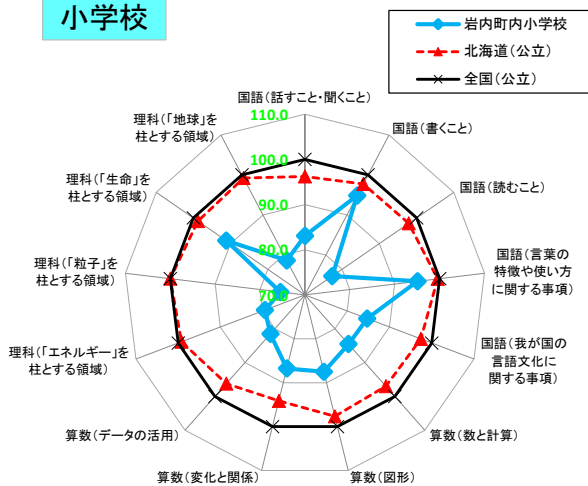 小学校
岩内町内小学校
北海道(公立)
全国(公立)
国語(話すこと・聞くこと)
国語(書くこと)
国語(読むこと)
国語(言葉の
特徴や使い方
に関する事項)
国語(我が国の
言語文化に
関する事項)
算数(数と計算)
算数(図形)
算数(変化と関係)
算数(データの活用)
理科(「エネルギー」を
柱とする領域)
理科(「粒子」を
柱とする領域)
理科(「生命」を
柱とする領域)
理科(「地球」を
柱とする領域)
110.0
100.0
90.0
80.0
70.0